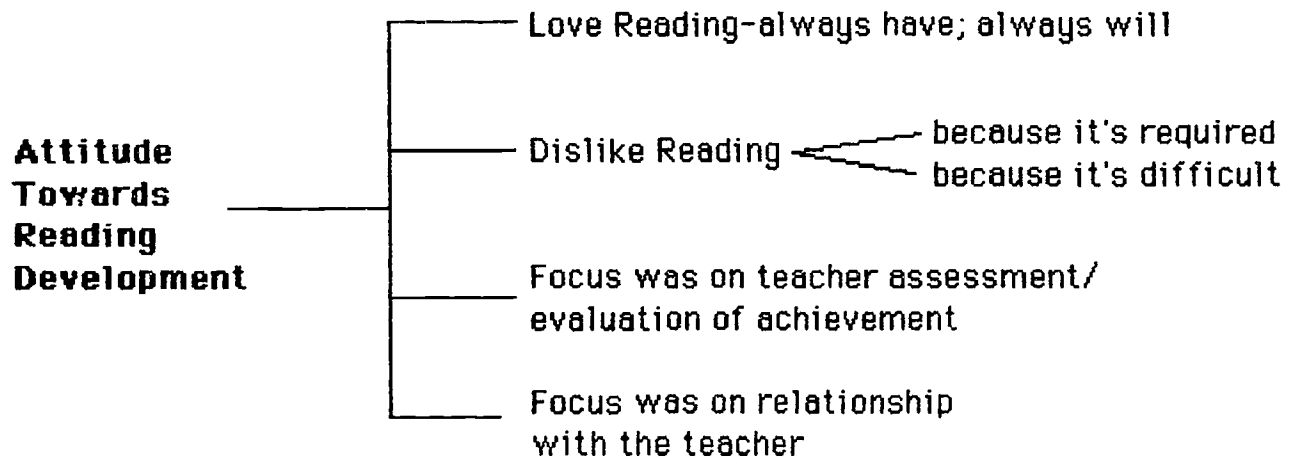 Attitude
Towards
Reading
Development
Love Reading-always have; always will
Dislike Reading
because it's required
because it's difficult
Focus was on teacher assessment/
evaluation of achievement
Focus was on relationship
with the teacher